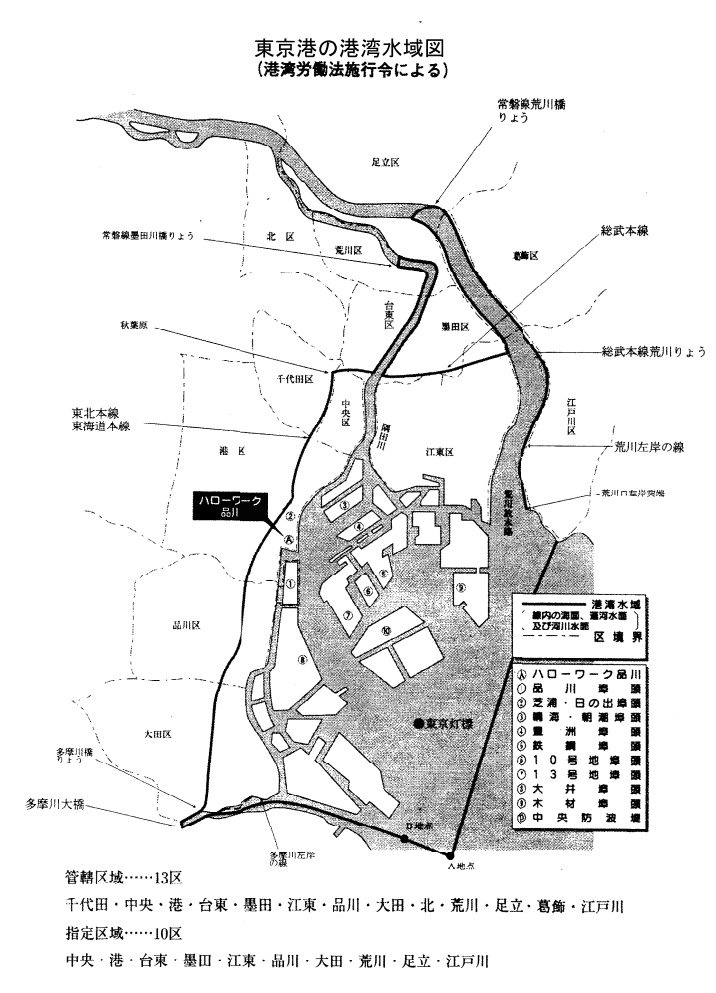 東京港の港湾水域図
(港湾労働法施行令による)
常磐線荒川橋
りょう
足立区
常磐線墨田川橋りょう
北 区
荒川区
総武本線
葛飾区
台東区
墨田区
秋葉原
総武本線荒川りょう
千代田区
中央区
江戸川区
東北本線
東海道本線
隅田川
港 区
江東区
荒川左岸の線
ハローワーク
品川
②
③
④
Ⓐ
①
⑥
⑦
⑨
⑩
⑧
品川区
港湾水域
線内の海面、運河水面
及び河川水面
区境界
Ⓐハローワーク品川
①品川埠頭
②芝浦・日の出埠頭
③晴海・朝潮埠頭
④豊洲埠頭
⑤鉄鋼埠頭
⑥10号地埠頭
⑦13号地埠頭
⑧大井埠頭
⑨木材埠頭
⑩中央防波堤
東京灯標
大田区
多摩川橋
りょう
多摩川大橋
多摩川左岸
の線
B地点
A地点
管轄区域……13区
千代田・中央・港・台東・墨田・江東・品川・大田・北・荒川・足立・葛飾・江戸川
指定区域……10区
中央・港・台東・墨田・江東・品川・大田・荒川・足立・江戸川